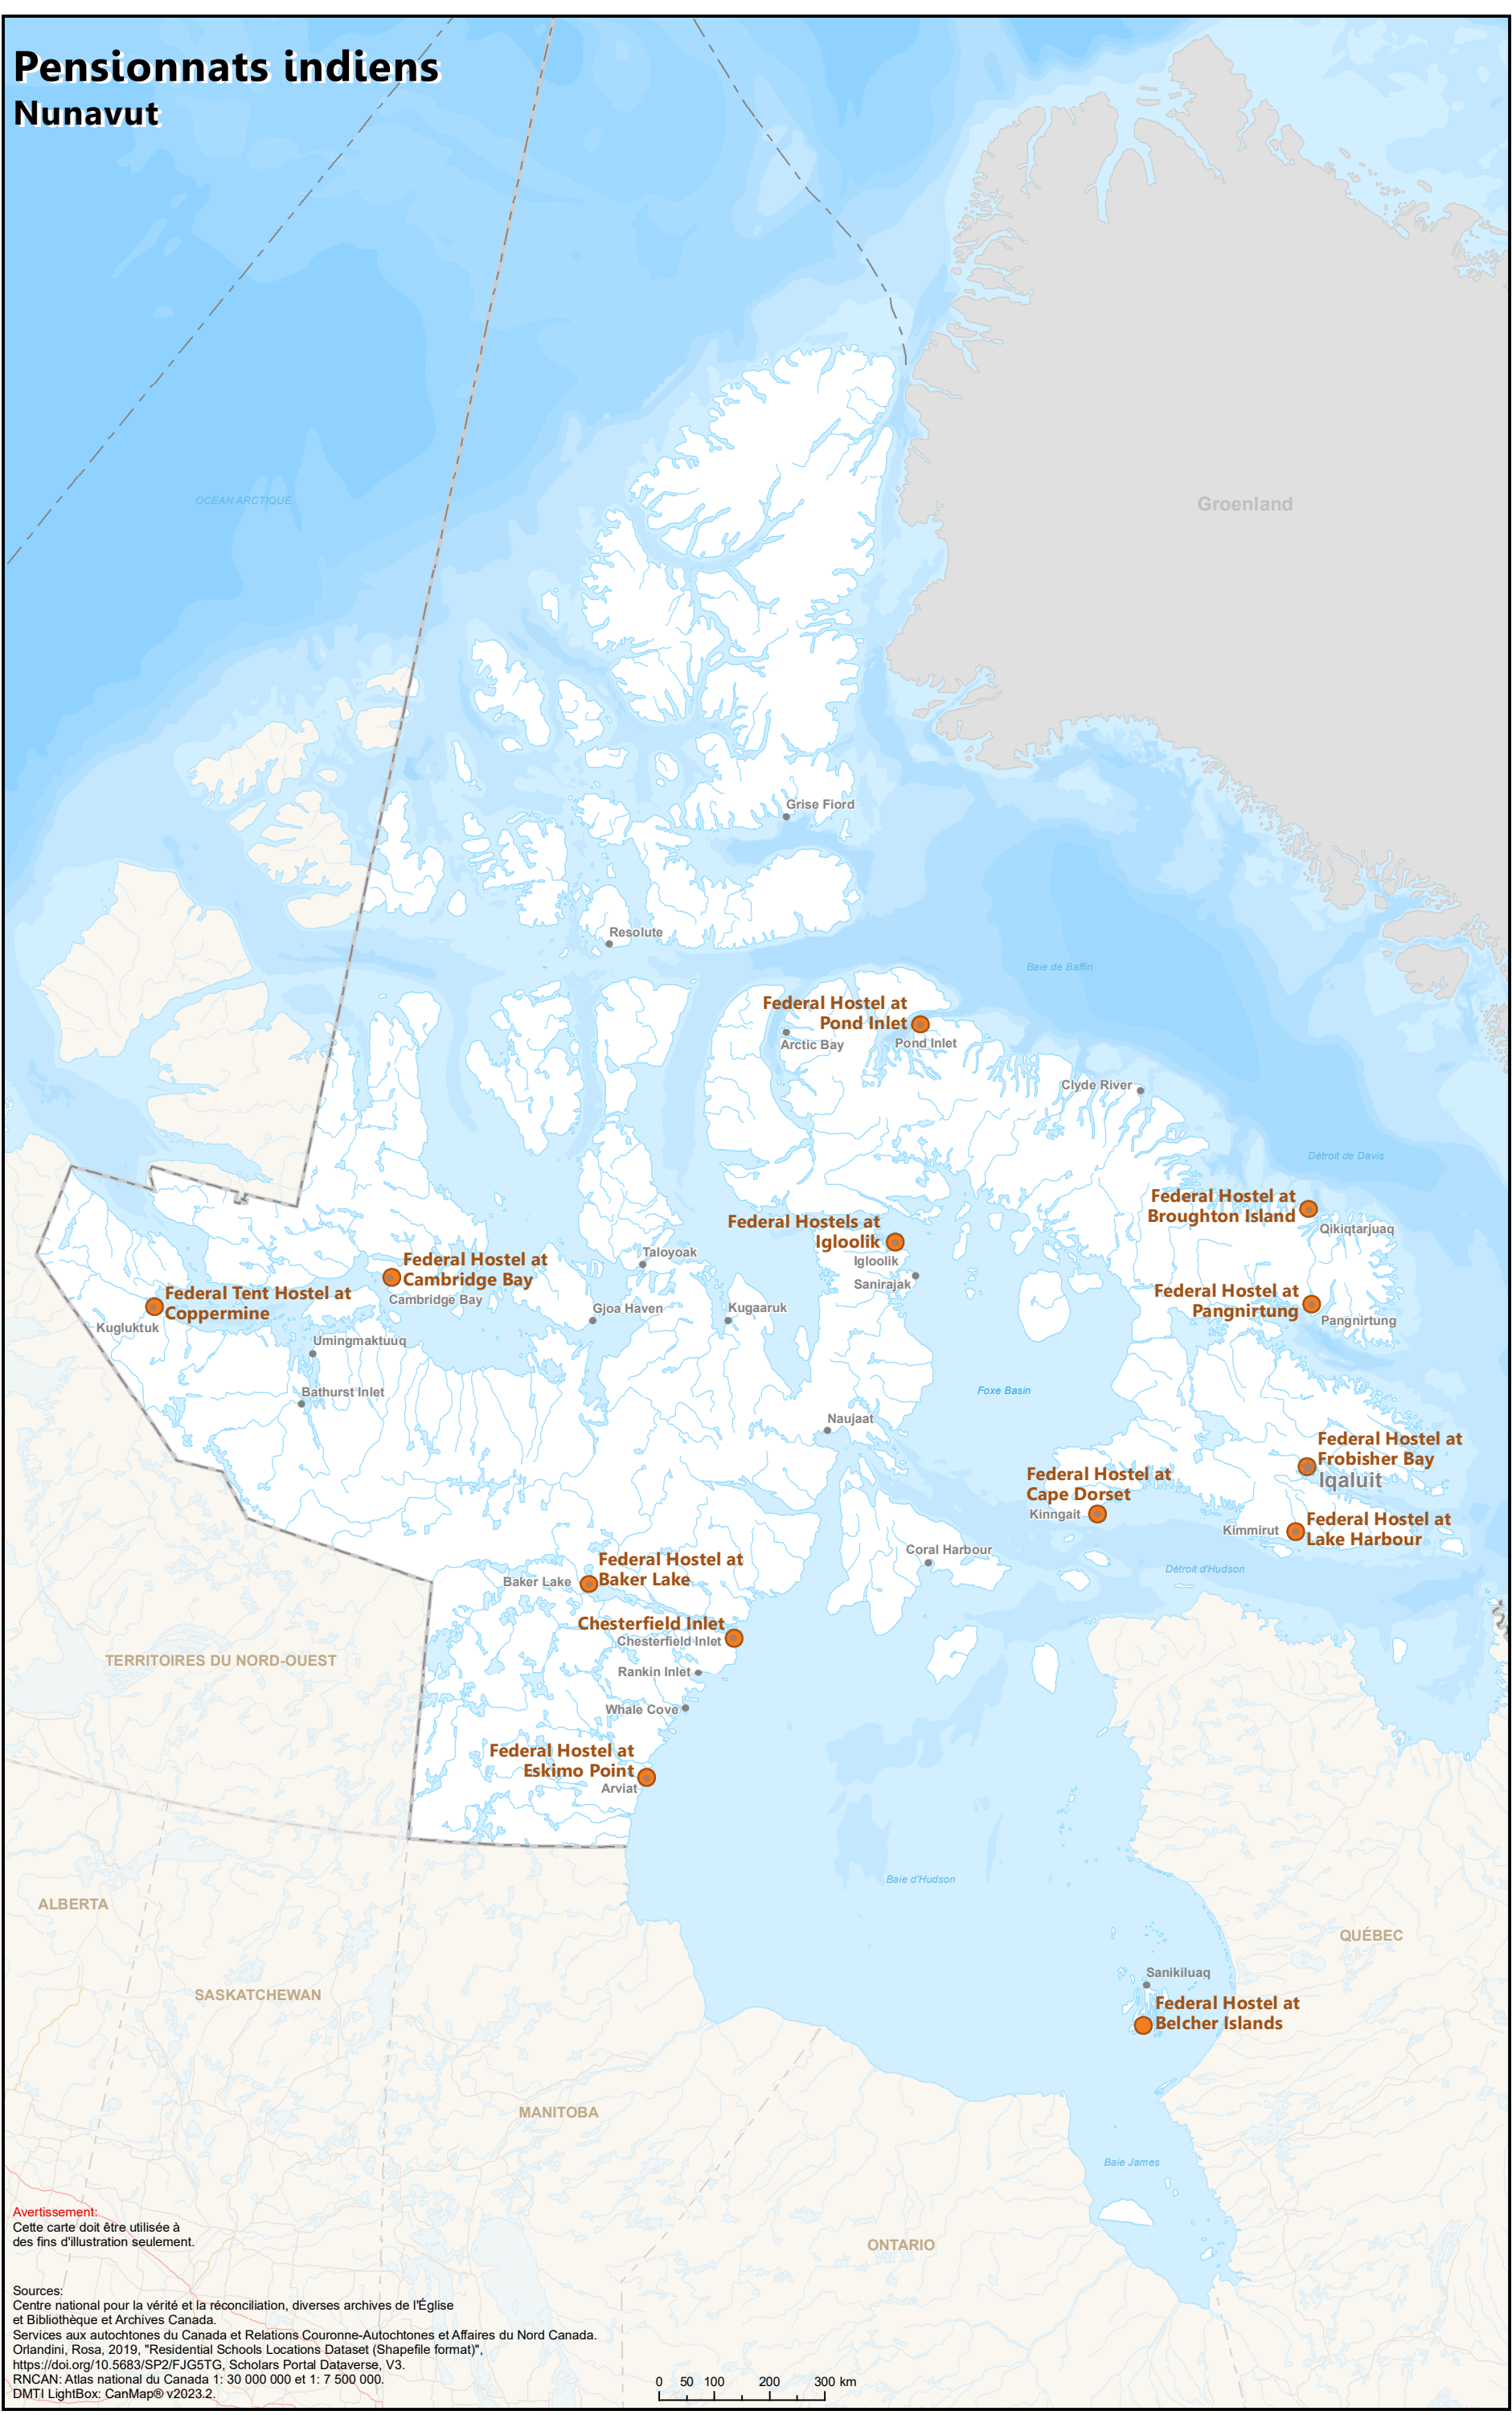 Pensionnats indiens
Nunavut
OCÉAN ARCTIQUE
Groenland
Grise Fiord
Resolute
Baie de Baffin
Federal Hostel at
Pond Inlet
Arctic Bay
Pond Inlet
Clyde River
Détroit de Davis
Federal Hostel at
Broughton Island
Qikiqtarjuaq
Federal Hostels at
Igloolik
Igloolik
Sanirajak
Taloyoak
Federal Hostel at
Cambridge Bay
Cambridge Bay
Federal Tent Hostel at
Coppermine
Kugluktuk
Gjoa Haven
Kugaaruk
Federal Hostel at
Pangnirtung
Pangnirtung
Umingmaktuuq
Bathurst Inlet
Foxe Basin
Naujaat
Federal Hostel at
Frobisher Bay
Iqaluit
Federal Hostel at
Cape Dorset
Kinngait
Federal Hostel at
Lake Harbour
Kimmirut
Coral Harbour
Détroit d'Hudson
Federal Hostel at
Baker Lake
Baker Lake
Chesterfield Inlet
Chesterfield Inlet
Rankin Inlet
Whale Cove
TERRITOIRES DU NORD-OUEST
Federal Hostel at
Eskimo Point
Arviat
Baie d'Hudson
ALBERTA
QUÉBEC
SASKATCHEWAN
Sanikiluaq
Federal Hostel at
Belcher Islands
MANITOBA
Baie James
ONTARIO
Avertissement:
Cette carte doit être utilisée à
des fins d'illustration seulement.
Sources:
Centre national pour la vérité et la réconciliation, diverses archives de l'Église
et Bibliothèque et Archives Canada.
Services aux autochtones du Canada et Relations Couronne-Autochtones et Affaires du Nord Canada.
Orlandini, Rosa, 2019, "Residential Schools Locations Dataset (Shapefile format)",
https://doi.org/10.5683/SP2/FJG5TG, Scholars Portal Dataverse, V3.
RNCAN: Atlas national du Canada 1: 30 000 000 et 1: 7 500 000.
DMTI LightBox: CanMap® v2023.2.
0 50 100 200 300 km